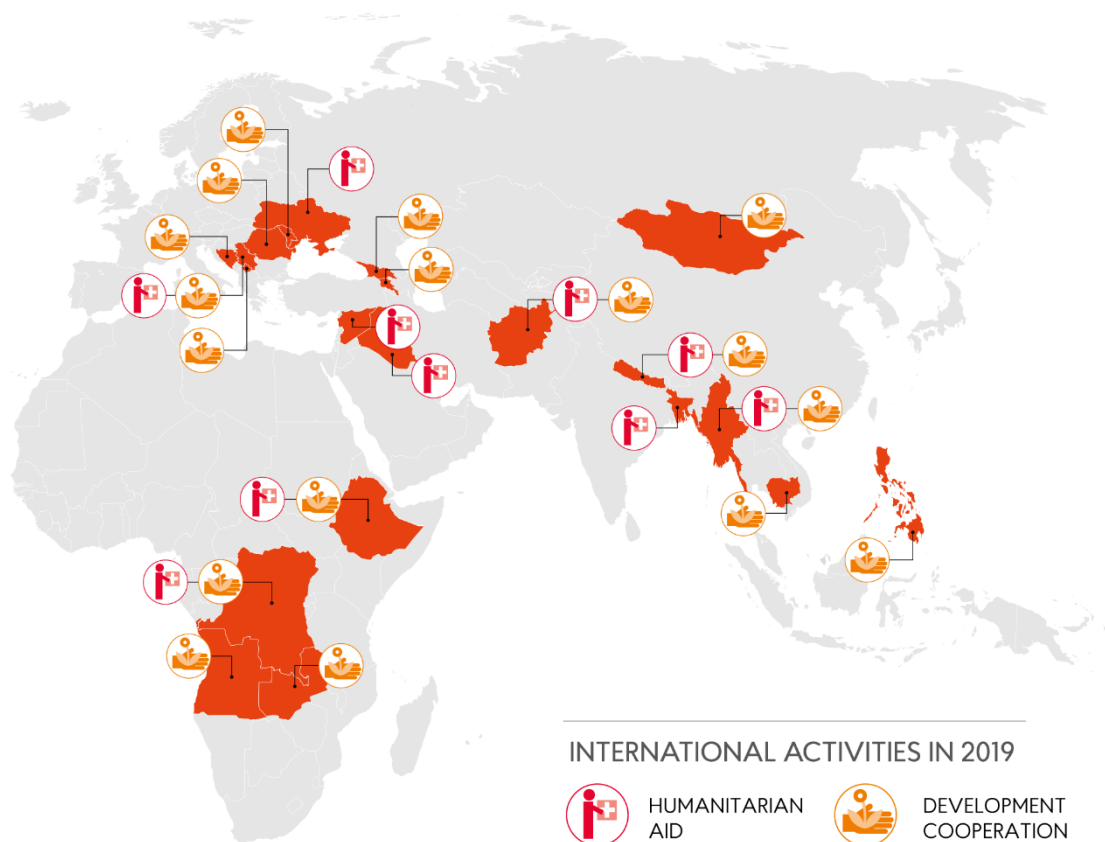 INTERNATIONAL ACTIVITIES IN 2019
HUMANITARIAN
AID
DEVELOPMENT
COOPERATION